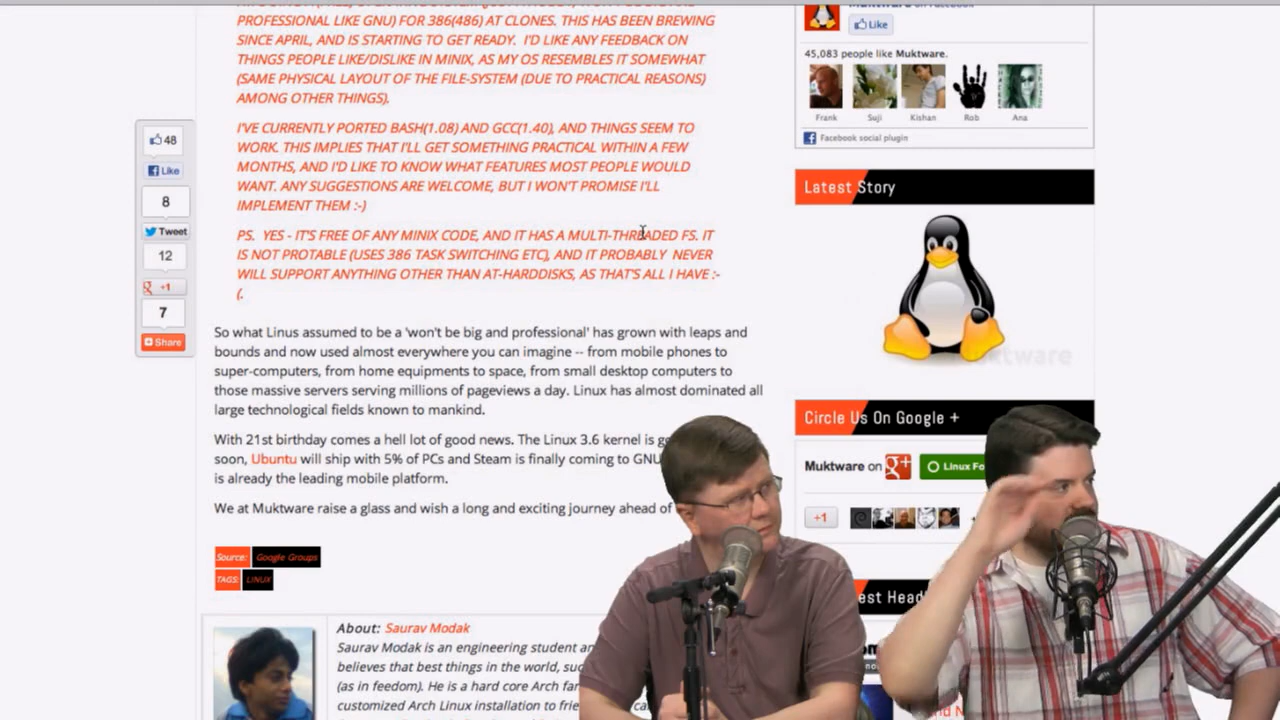 PROFESSIONAL LIKE GNU) FOR 386(486) AT CLONES. THIS HAS BEEN BREWING
SINCE APRIL, AND IS STARTING TO GET READY. I'D LIKE ANY FEEDBACK ON
THINGS PEOPLE LIKE/DISLIKE IN MINIX, AS MY OS RESEMBLES IT SOMEWHAT
(SAME PHYSICAL LAYOUT OF THE FILE-SYSTEM (DUE TO PRACTICAL REASONS)
AMONG OTHER THINGS).
I'VE CURRENTLY PORTED BASH(1.08) AND GCC(1.40), AND THINGS SEEM TO
WORK. THIS IMPLIES THAT I'LL GET SOMETHING PRACTICAL WITHIN A FEW
MONTHS, AND I'D LIKE TO KNOW WHAT FEATURES MOST PEOPLE WOULD
WANT. ANY SUGGESTIONS ARE WELCOME, BUT I WON'T PROMISE I'LL
IMPLEMENT THEM :-)
PS. YES - IT'S FREE OF ANY MINIX CODE, AND IT HAS A MULTI-THREADED FS. IT
IS NOT PROTABLE (USES 386 TASK SWITCHING ETC), AND IT PROBABLY NEVER
WILL SUPPORT ANYTHING OTHER THAN AT-HARDDISKS, AS THAT'S ALL I HAVE :-
(.
So what Linus assumed to be a 'won't be big and professional' has grown with leaps and
bounds and now used almost everywhere you can imagine -- from mobile phones to
super-computers, from home equipments to space, from small desktop computers to
those massive servers serving millions of pageviews a day. Linux has almost dominated all
large technological fields known to mankind.
With 21st birthday comes a hell lot of good news. The Linux 3.6 kernel is
soon, Ubuntu will ship with 5% of PCs and Steam is finally coming to GNU
is already the leading mobile platform.
We at Muktware raise a glass and wish a long and exciting journey ahead of
Source: Google Groups
TAGS: LINUX
About: Saurav Modak
Saurav Modak is an engineering student
believes that best things in the world,
(as in feedom). He is a hard core Arch
customized Arch Linux installation to
48
Like
8
Tweet
12
+1
7
Share
Like
45,083 people like Muktware.
Frank Suji Kishan Rob Ana
Facebook social plugin
Latest Story
Muktware
Circle Us On Google +
Muktware on g+ Linux
+1